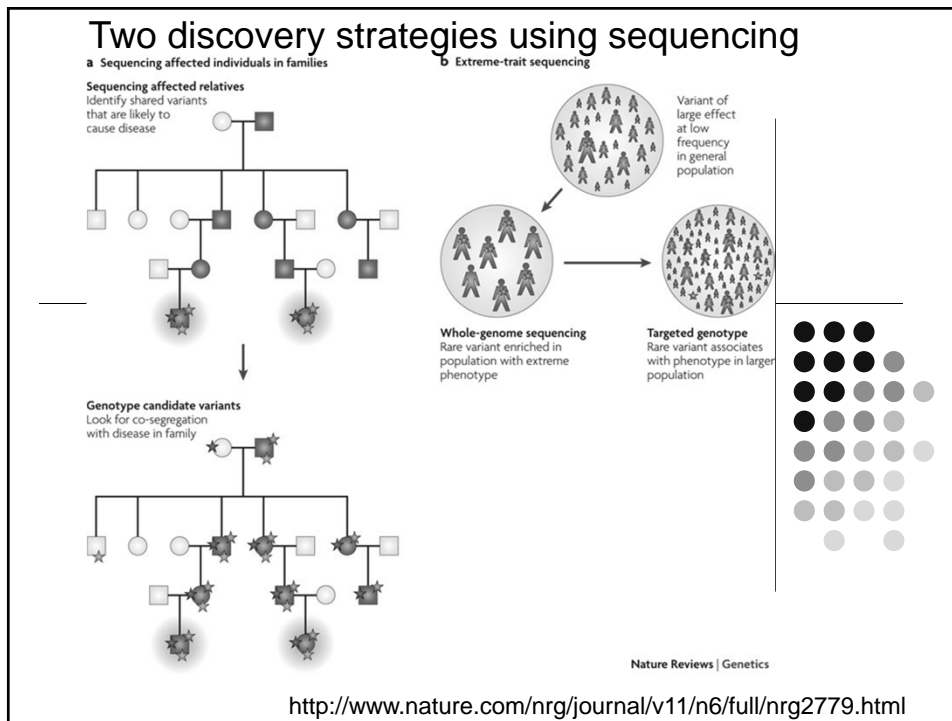 Two discovery strategies using sequencing
a Sequencing affected individuals in families
Sequencing affected relatives
Identify shared variants
that are likely to
cause disease
Genotype candidate variants
Look for co-segregation
with disease in family
b Extreme-trait sequencing
Variant of
large effect
at low
frequency
in general
population
Whole-genome sequencing
Rare variant enriched in
population with extreme
phenotype
Targeted genotype
Rare variant associates
with phenotype in larger
population
Nature Reviews | Genetics
http://www.nature.com/nrg/journal/v11/n6/full/nrg2779.html